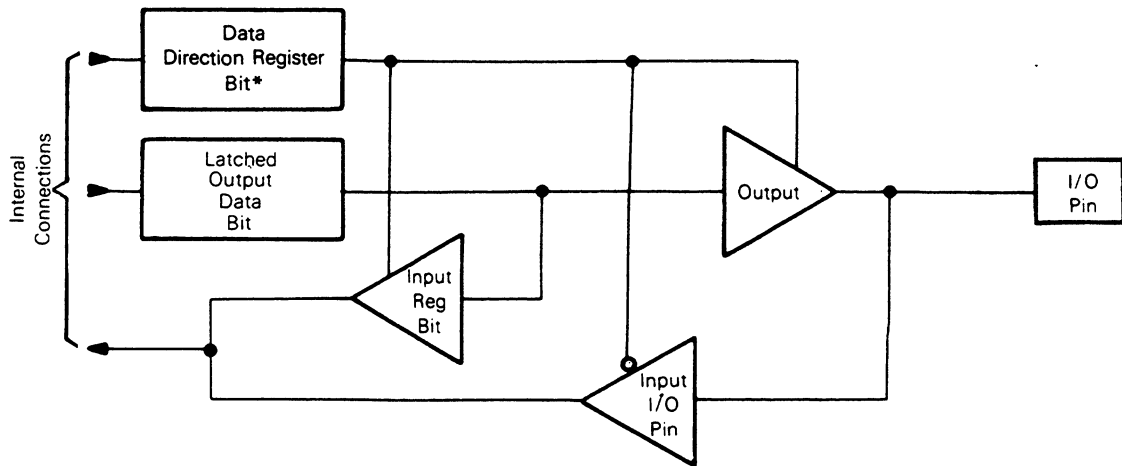 Data
Direction Register
Bit*
Latched
Output
Data
Bit
Internal
Connections
Output
I/O
Pin
Input
Reg
Bit
Input
I/O
Pin